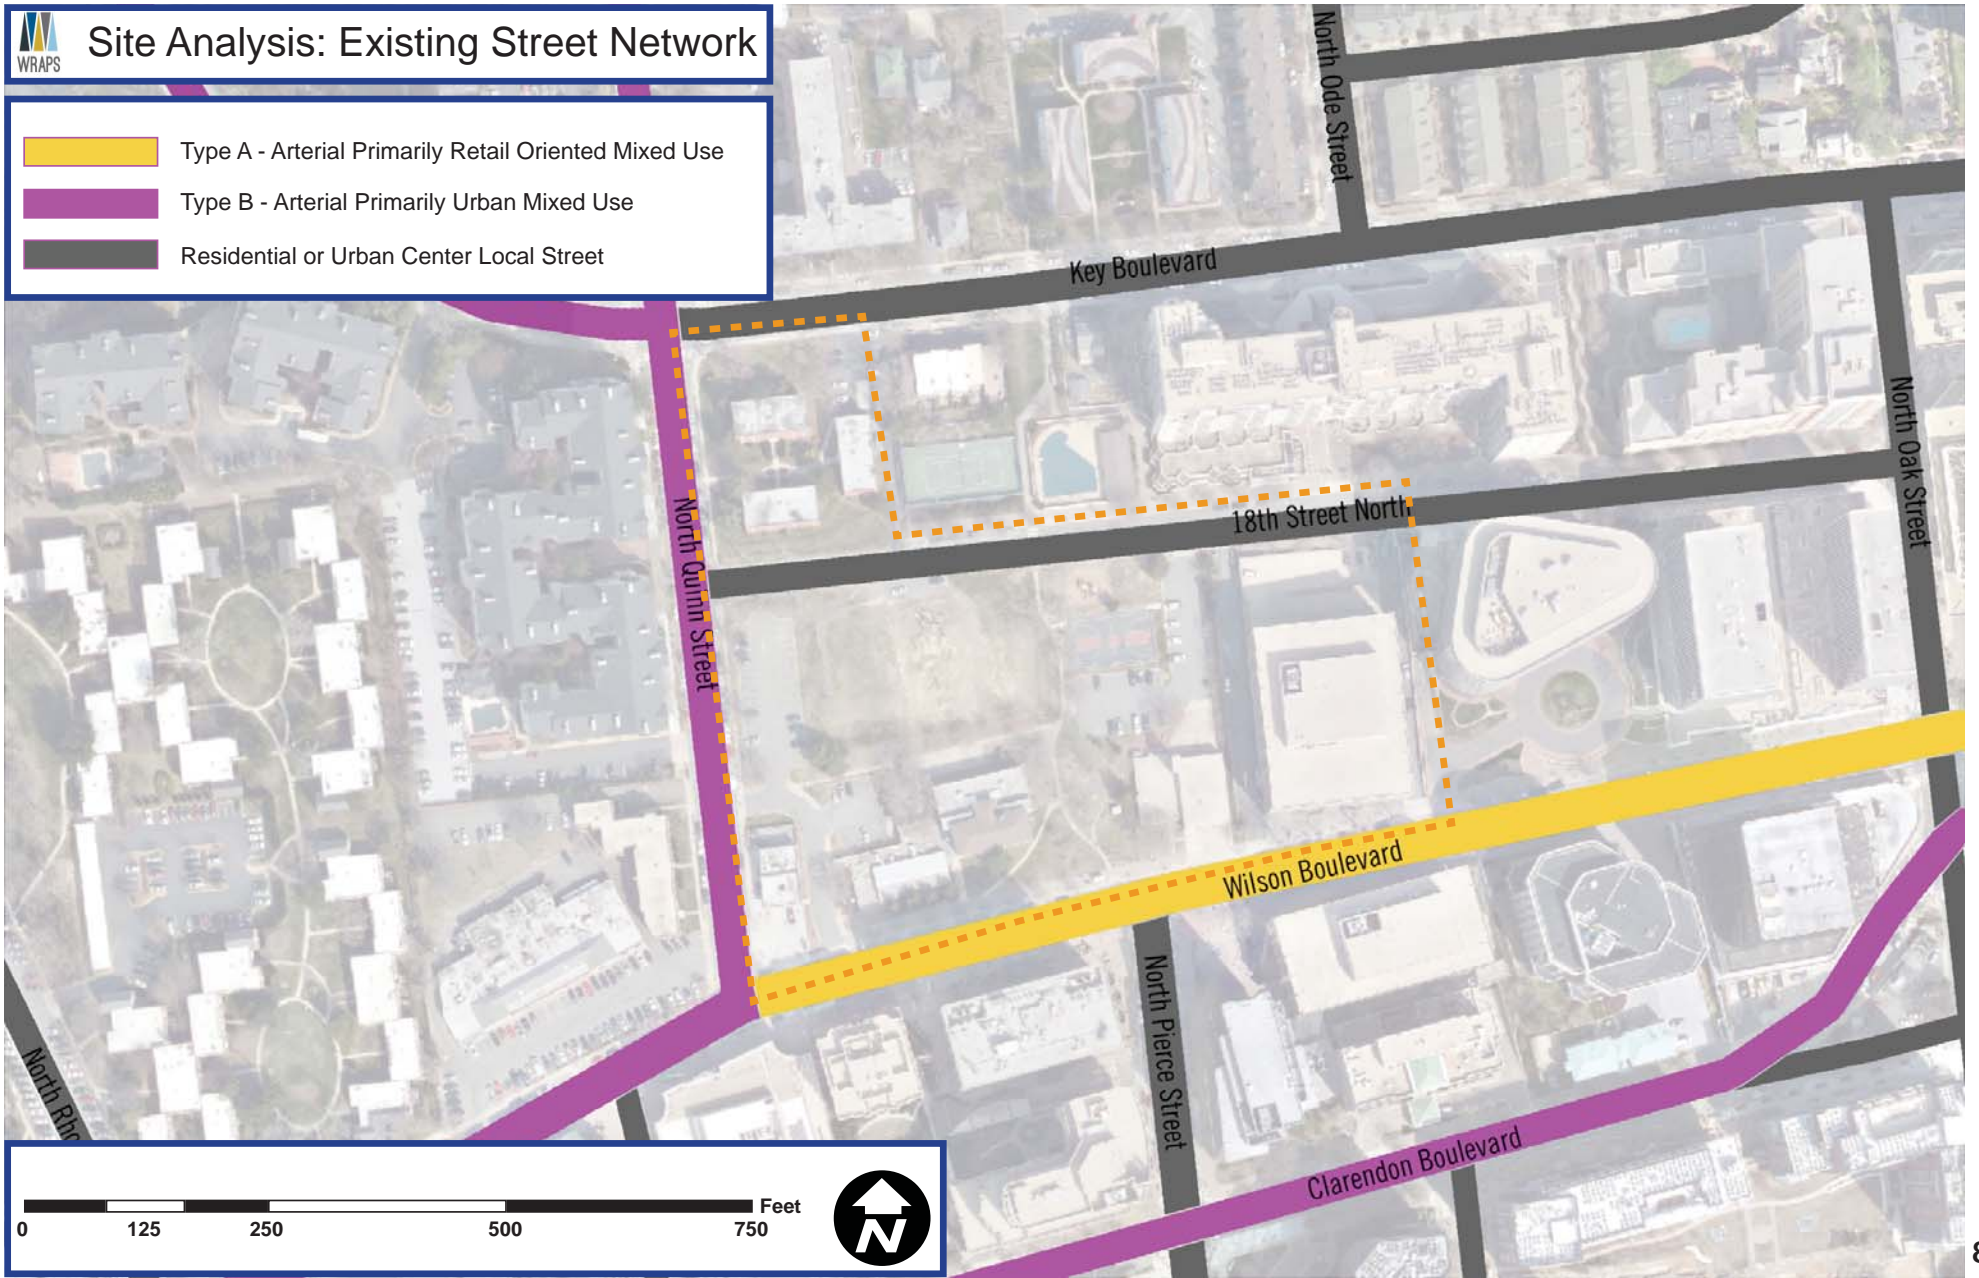 WRAPS
Site Analysis: Existing Street Network
Type A - Arterial Primarily Retail Oriented Mixed Use
Type B - Arterial Primarily Urban Mixed Use
Residential or Urban Center Local Street
North Ode Street
Key Boulevard
North Oak Street
18th Street North
North Quinn Street
Wilson Boulevard
North Pierce Street
North Rho
Clarendon Boulevard
Feet
0 125 250 500 750
N